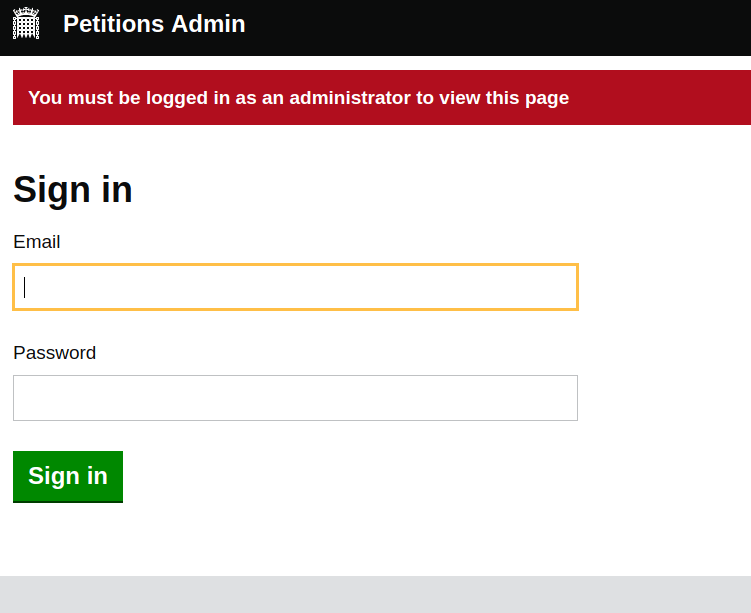 Petitions Admin
You must be logged in as an administrator to view this page
Sign in
Email
Password
Sign in